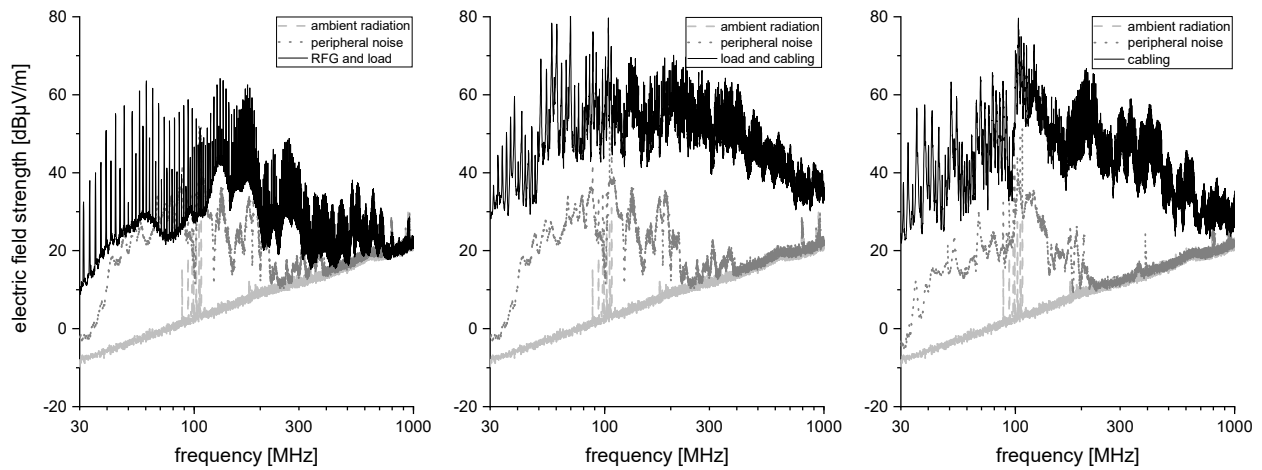 electric field strength [dBµV/m]
80
60
40
20
0
-20
30
100
300
1000
frequency [MHz]
ambient radiation
peripheral noise
RFG and load
80
60
40
20
0
-20
30
100
300
1000
frequency [MHz]
ambient radiation
peripheral noise
load and cabling
80
60
40
20
0
-20
30
100
300
1000
frequency [MHz]
ambient radiation
peripheral noise
cabling